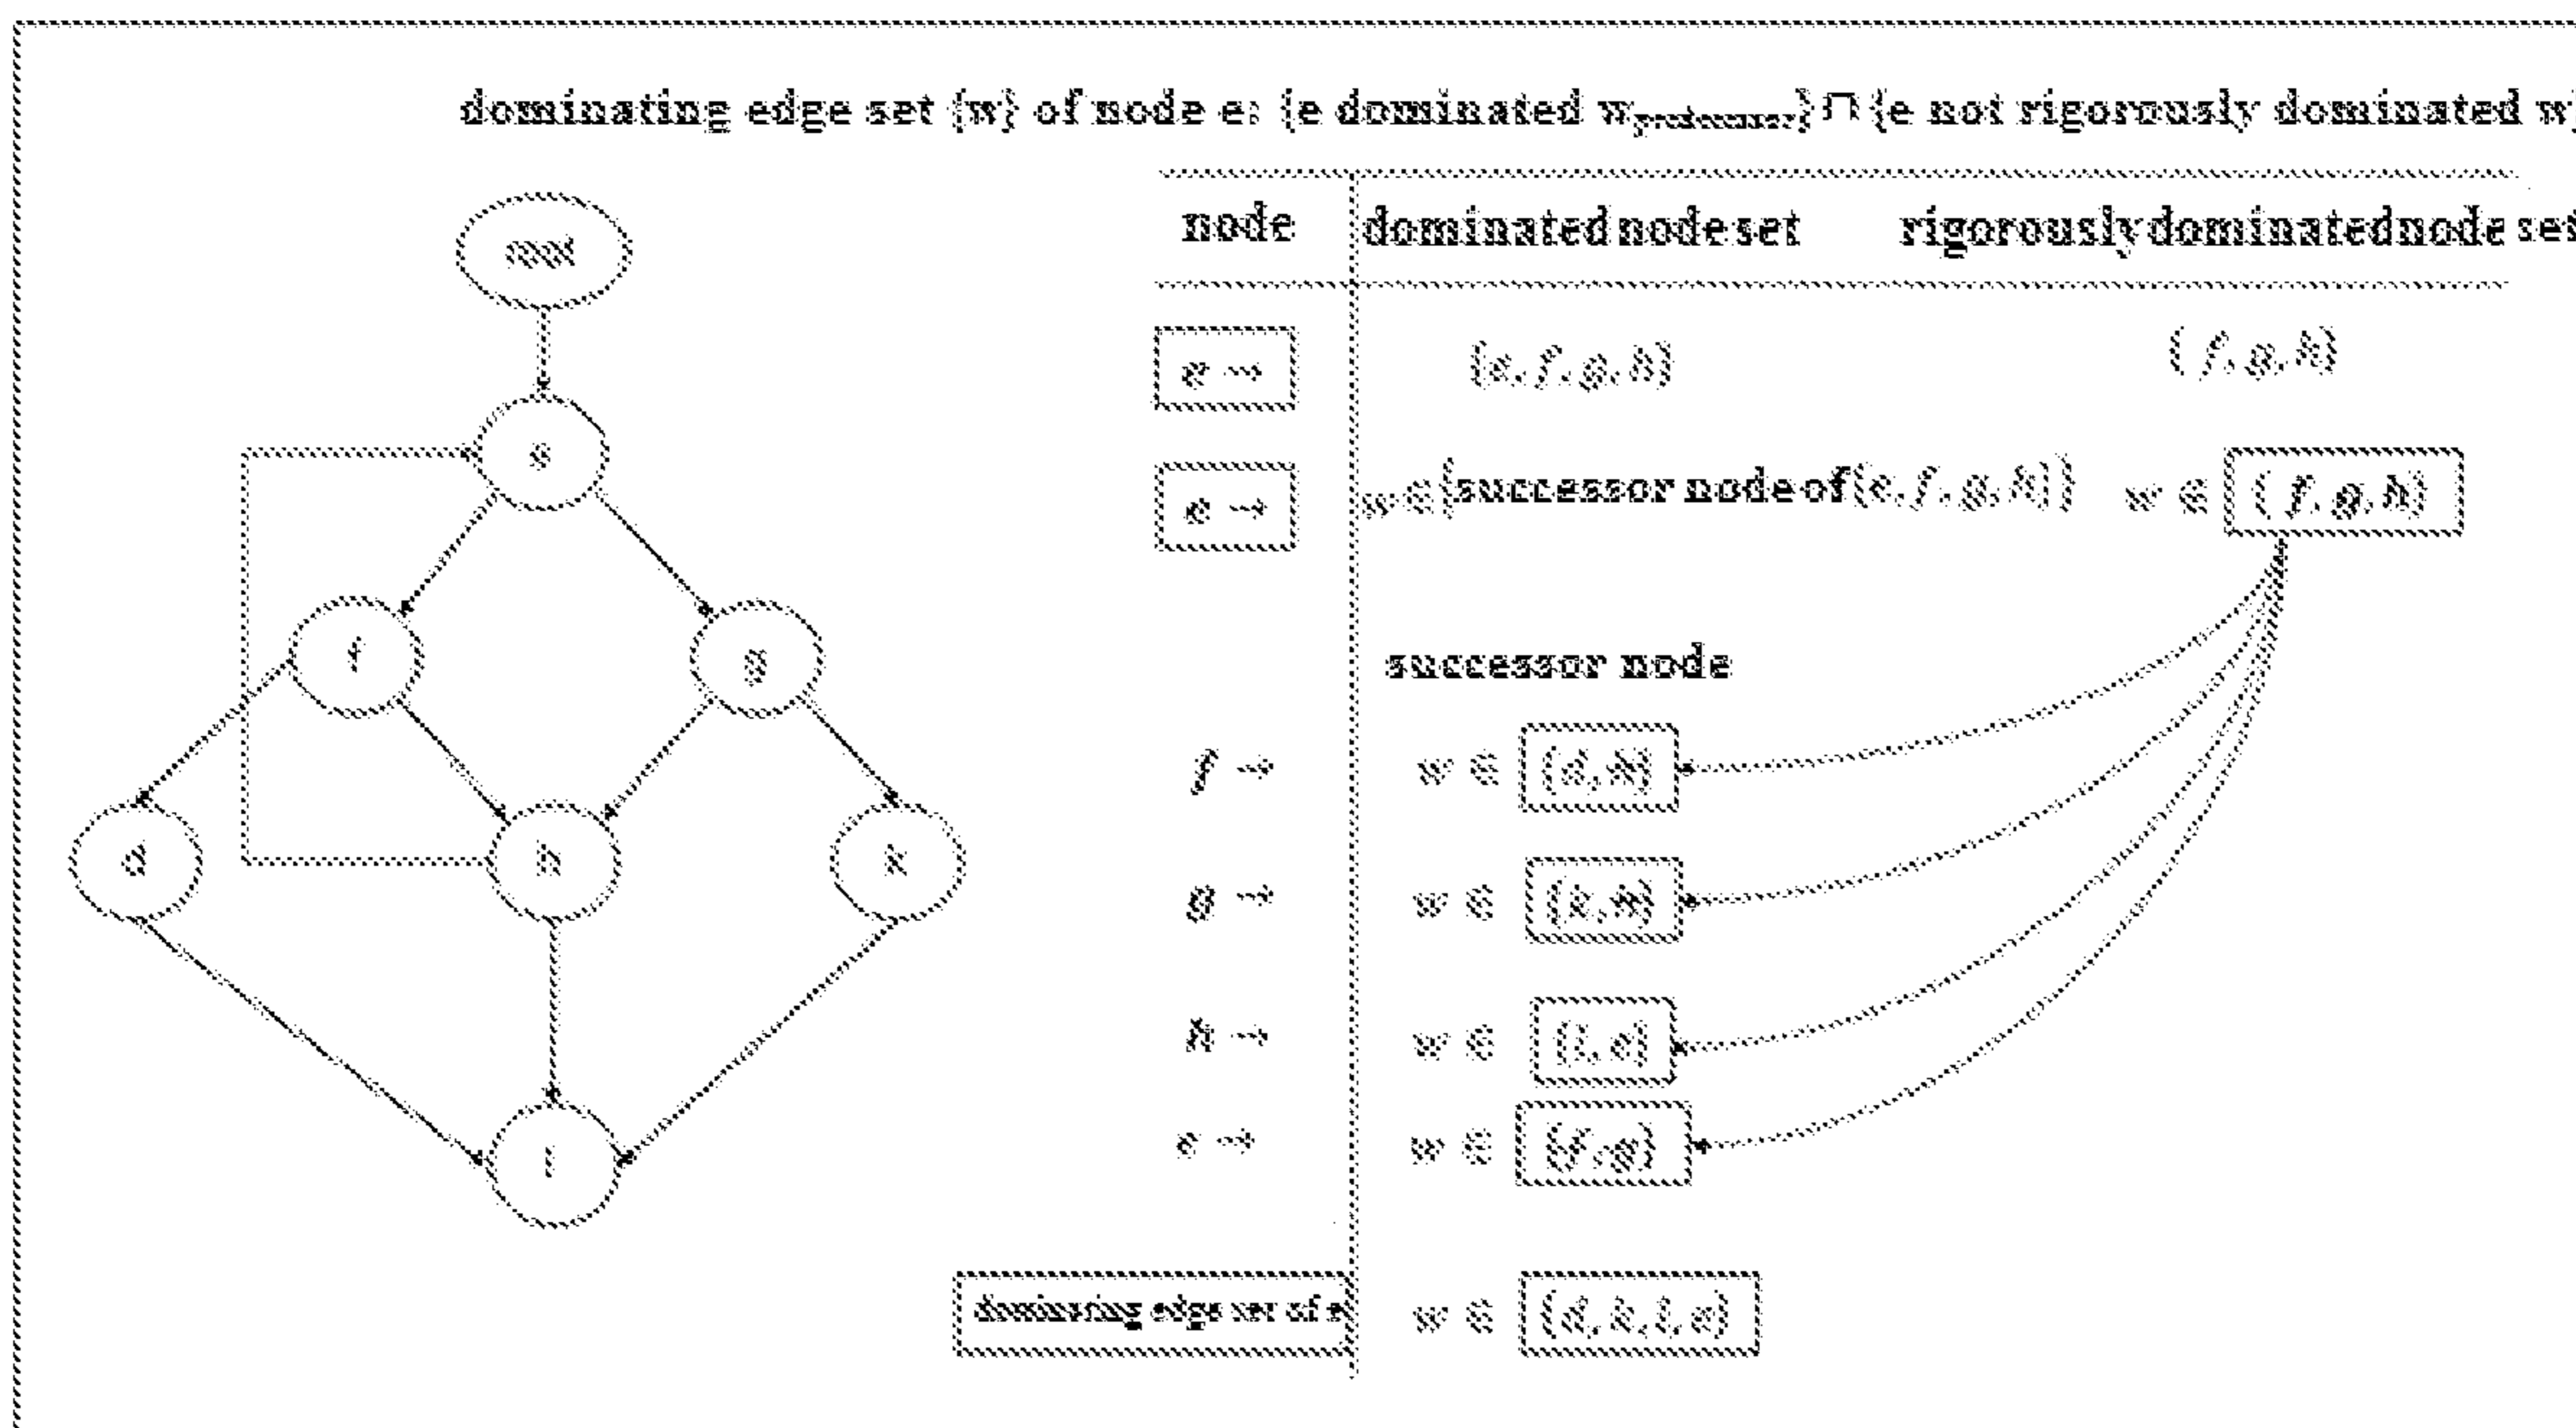 dominating edge set {w} of node e: {e dominated w_predecessor} ∩ {e not rigorously dominated w}
node dominated node set rigorously dominated node set
root
e → {e, f, g, h} { f, g, h}
e
e → w ∈ {successor node of {e, f, g, h}} w ∈ { f, g, h}
f g
successor node
f → w ∈ {d, h}
d h k
g → w ∈ {k, h}
h → w ∈ {l, e}
e → w ∈ {f, g}
l
dominating edge set of e w ∈ {d, k, l, e}